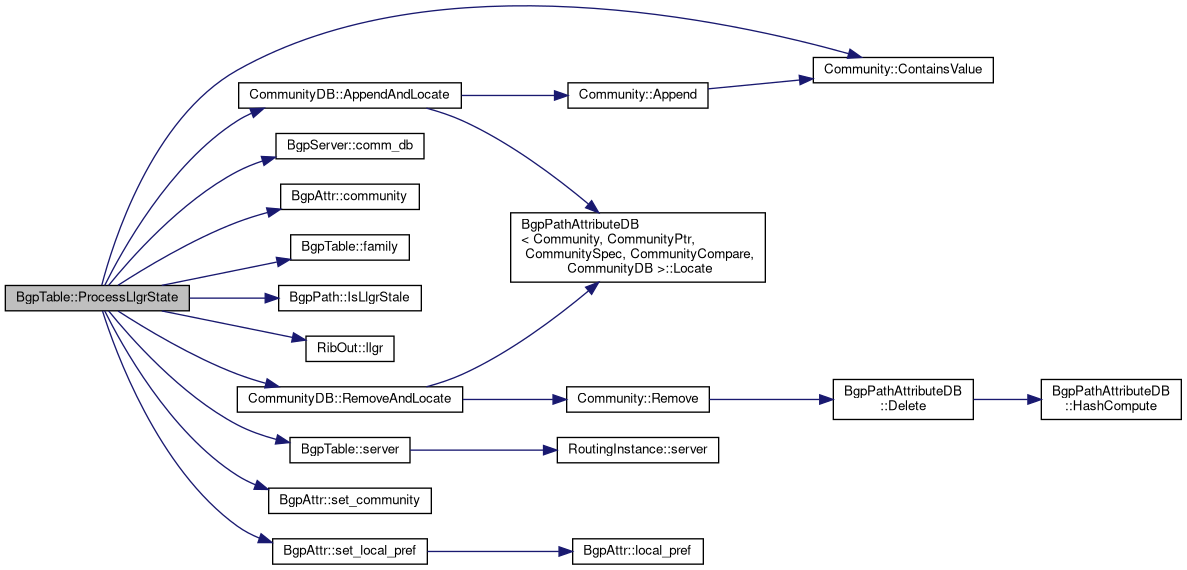 Community::ContainsValue
CommunityDB::AppendAndLocate
Community::Append
BgpServer::comm_db
BgpAttr::community
BgpPathAttributeDB
< Community, CommunityPtr,
CommunitySpec, CommunityCompare,
CommunityDB >::Locate
BgpTable::family
BgpTable::ProcessLlgrState
BgpPath::IsLlgrStale
RibOut::llgr
CommunityDB::RemoveAndLocate
Community::Remove
BgpPathAttributeDB
::Delete
BgpPathAttributeDB
::HashCompute
BgpTable::server
RoutingInstance::server
BgpAttr::set_community
BgpAttr::set_local_pref
BgpAttr::local_pref